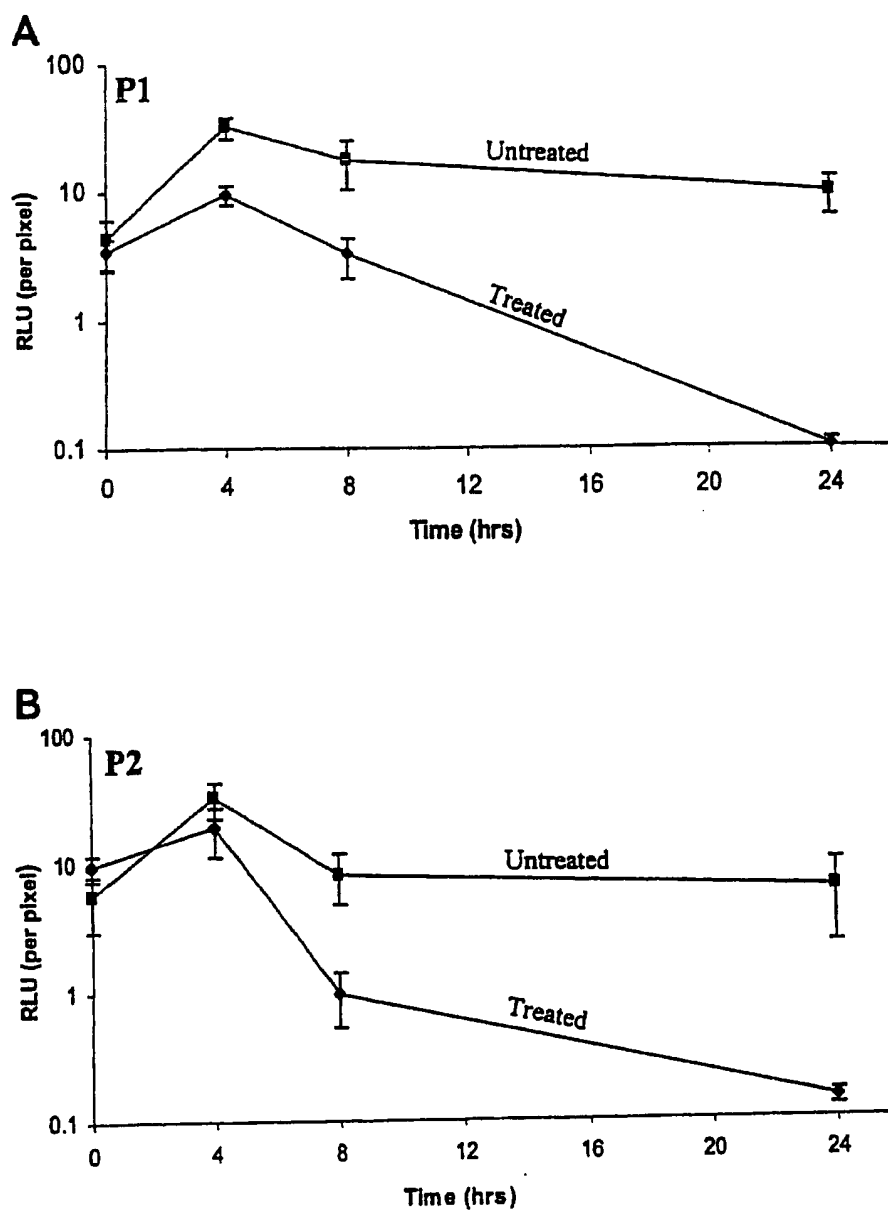 A
P1
100
10
1
0.1
RLU (per pixel)
Untreated
Treated
0 4 8 12 16 20 24
Time (hrs)
B
P2
100
10
1
0.1
RLU (per pixel)
Untreated
Treated
0 4 8 12 16 20 24
Time (hrs)